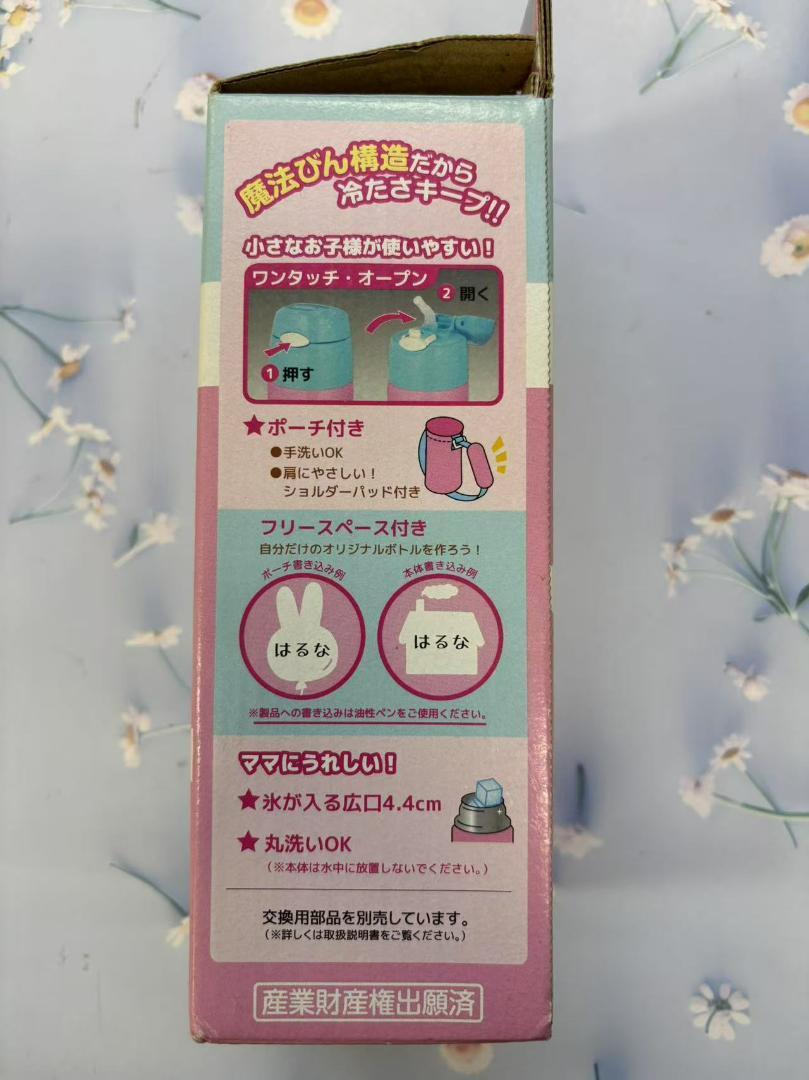 魔法びん構造だから
冷たさキープ!!
小さなお子様が使いやすい！
ワンタッチ・オープン
2 開く
1 押す
★ポーチ付き
●手洗いOK
●肩にやさしい！
ショルダーパッド付き
フリースペース付き
自分だけのオリジナルボトルを作ろう！
ポーチ書き込み例
本体書き込み例
はるな
はるな
※製品への書き込みは油性ペンをご使用ください。
ママにうれしい！
★氷が入る広口4.4cm
★丸洗いOK
（※本体は水中に放置しないでください。）
交換用部品を別売しています。
（※詳しくは取扱説明書をご覧ください。）
産業財産権出願済